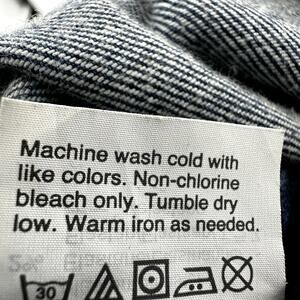 Machine wash cold with
like colors. Non-chlorine
bleach only. Tumble dry
low. Warm iron as needed.
30